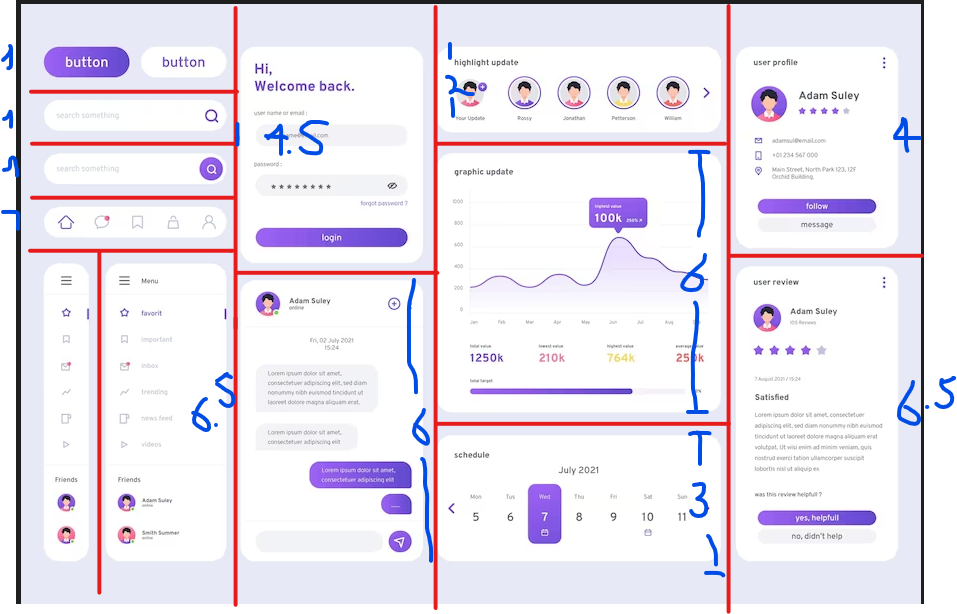 1
button
button
1
search something
1
search something
1
Menu
favorit
important
inbox
trending
news feed
videos
6.5
Friends
Friends
Adam Suley
online
Smith Summer
online
Hi,
Welcome back.
user name or email :
4.5
password :
********
forgot password ?
login
Adam Suley
online
Fri, 02 July 2021
15:24
Lorem ipsum dolor sit amet,
consectetuer adipiscing elit, sed diam
nonummy nibh euismod tincidunt ut
laoreet dolore magna aliquam erat.
Lorem ipsum dolor sit amet,
consectetuer adipiscing elit
Lorem ipsum dolor sit amet,
consectetuer adipiscing elit
.....
6
highlight update
2
Your Update
Rossy
Jonathan
Petterson
William
graphic update
1000
800
600
400
200
0
highest value
100k
Jan
Feb
Mar
Apr
May
Jun
Jul
Aug
6
total value
1250k
lowest value
210k
highest value
764k
average value
250k
total target
schedule
July 2021
Mon
Tus
Wed
Thu
Fri
Sat
Sun
5
6
7
8
9
10
11
3
user profile
Adam Suley
adamsul@email.com
+01 234 567 000
Main Street, North Park 123, 12F
Orchid Building,
follow
message
4
user review
Adam Suley
105 Reviews
7 August 2021 / 15:24
Satisfied
Lorem ipsum dolor sit amet,
consectetuer adipiscing elit, sed diam
nonummy nibh euismod tincidunt ut
laoreet dolore magna aliquam erat
volutpat. Ut wisi enim ad minim
veniam, quis nostrud exerci tation
ullamcorper suscipit
lobortis nisl ut aliquip ex
6.5
was this review helpfull ?
yes, helpfull
no, didn't help